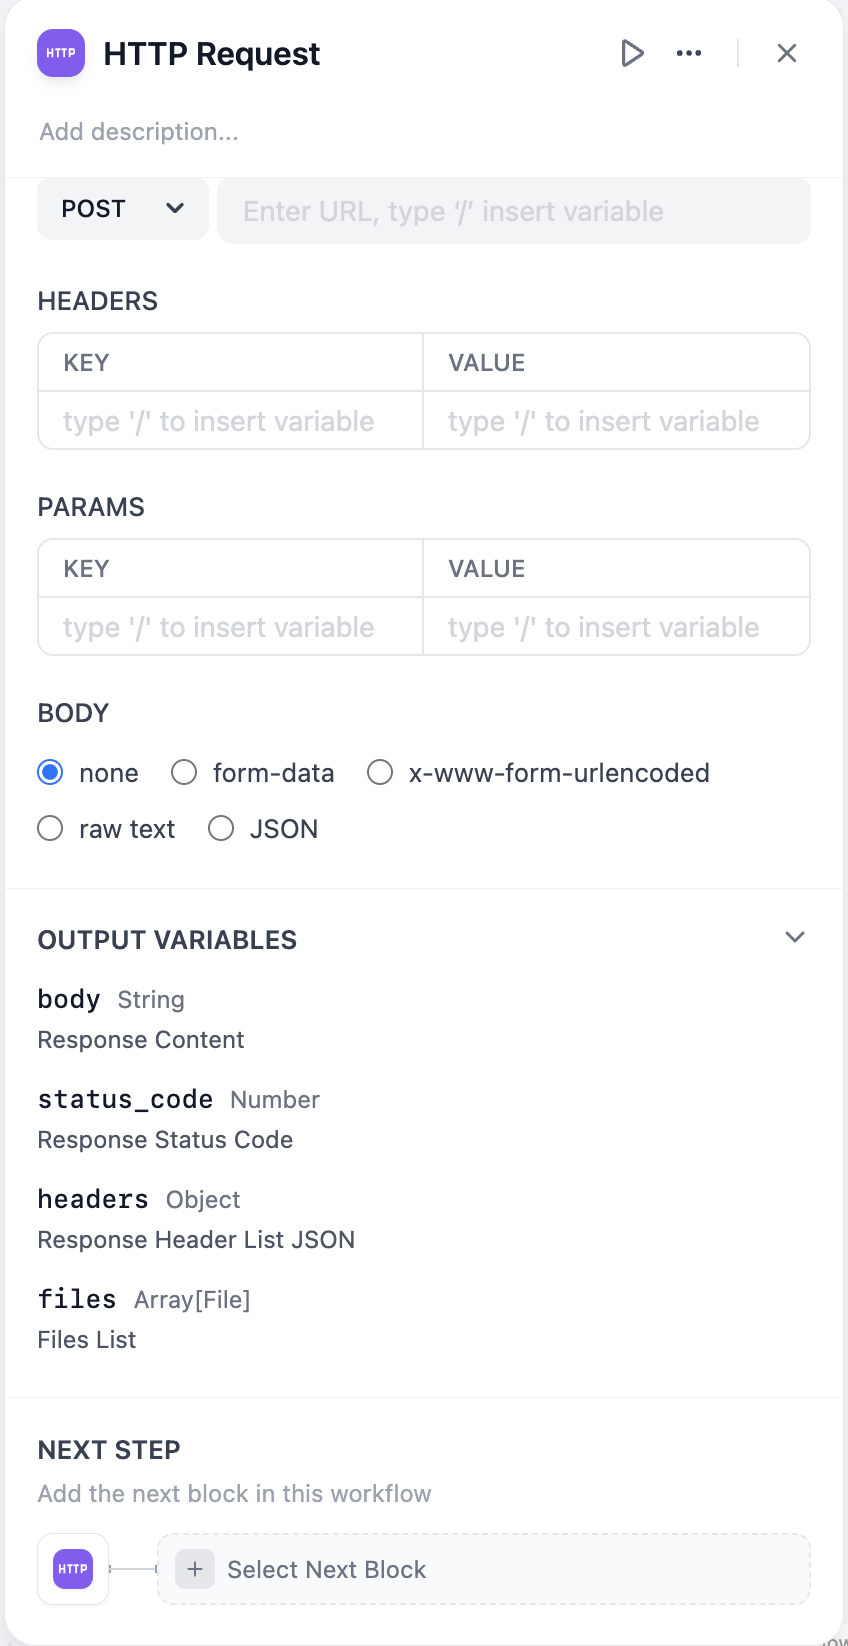 HTTP HTTP Request
Add description...
POST Enter URL, type ‘/’ insert variable
HEADERS
KEY VALUE
type '/' to insert variable type '/' to insert variable
PARAMS
KEY VALUE
type '/' to insert variable type '/' to insert variable
BODY
none form-data x-www-form-urlencoded
raw text JSON
OUTPUT VARIABLES
body String
Response Content
status_code Number
Response Status Code
headers Object
Response Header List JSON
files Array[File]
Files List
NEXT STEP
Add the next block in this workflow
HTTP + Select Next Block